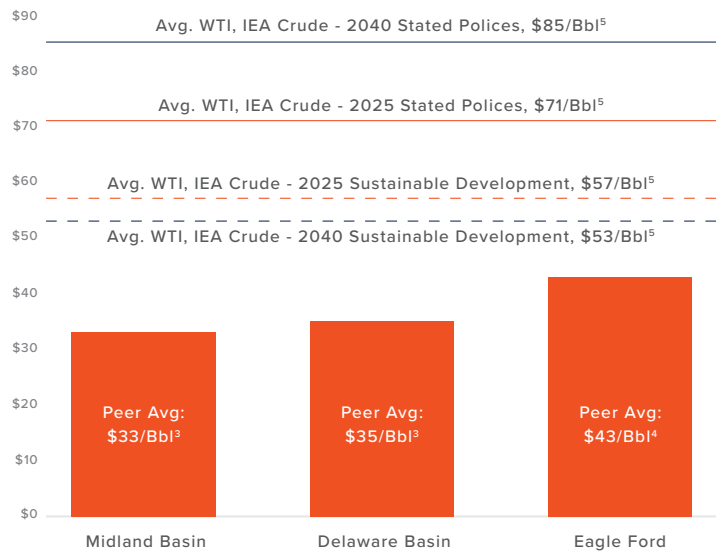 $90
Avg. WTI, IEA Crude - 2040 Stated Polices, $85/Bbl⁵
$80
Avg. WTI, IEA Crude - 2025 Stated Polices, $71/Bbl⁵
$70
$60
Avg. WTI, IEA Crude - 2025 Sustainable Development, $57/Bbl⁵
$50
Avg. WTI, IEA Crude - 2040 Sustainable Development, $53/Bbl⁵
$40
$30
$20
Peer Avg:
$33/Bbl³
Peer Avg:
$35/Bbl³
Peer Avg:
$43/Bbl⁴
$10
$0
Midland Basin
Delaware Basin
Eagle Ford